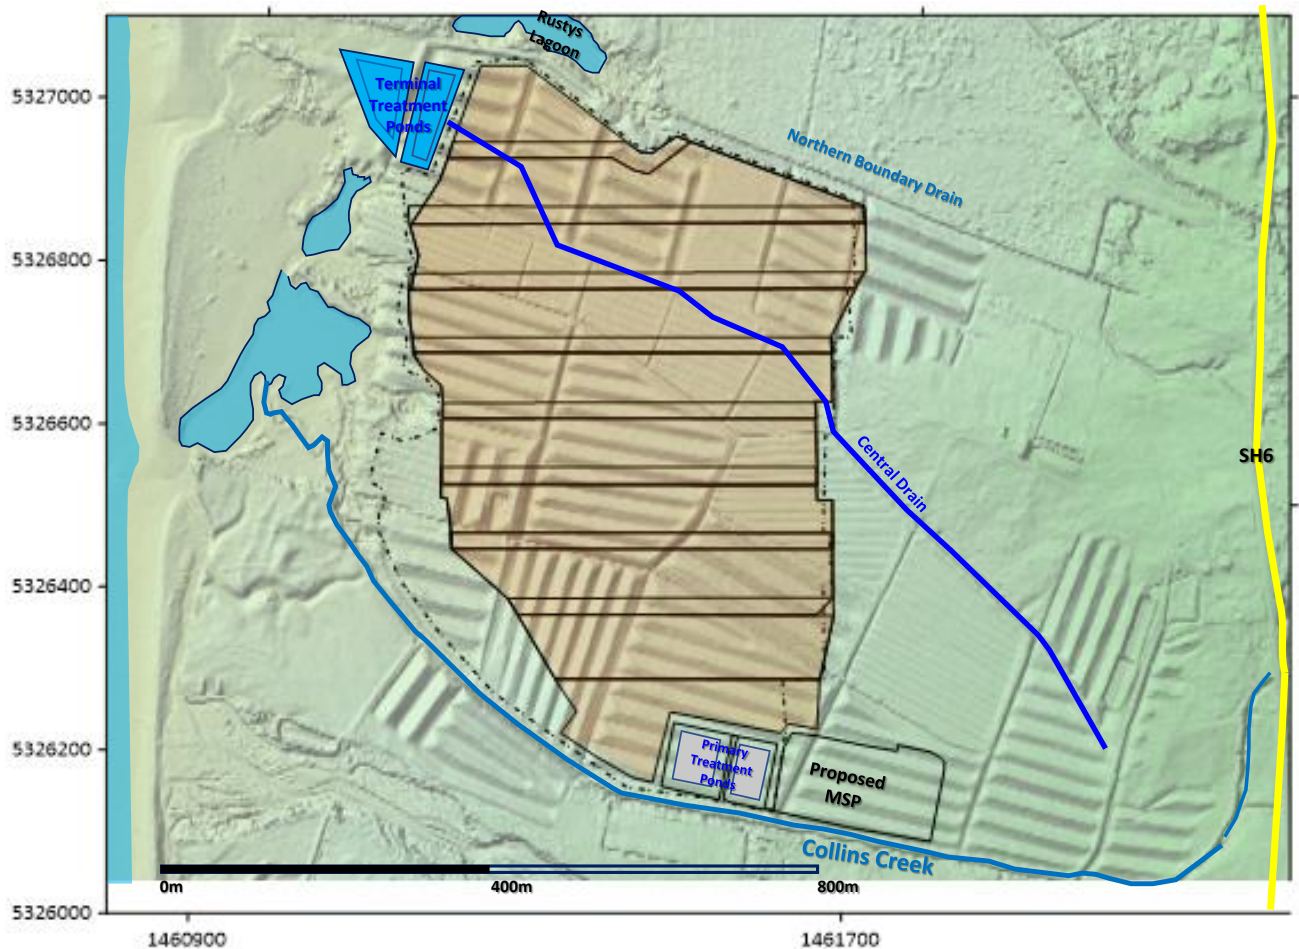 Rustys
Lagoon
5327000
Terminal
Treatment
Ponds
Northern Boundary Drain
5326800
5326600
SH6
Central Drain
5326400
5326200
Primary
Treatment
Ponds
Proposed
MSP
Collins Creek
0m
400m
800m
5326000
1460900
1461700